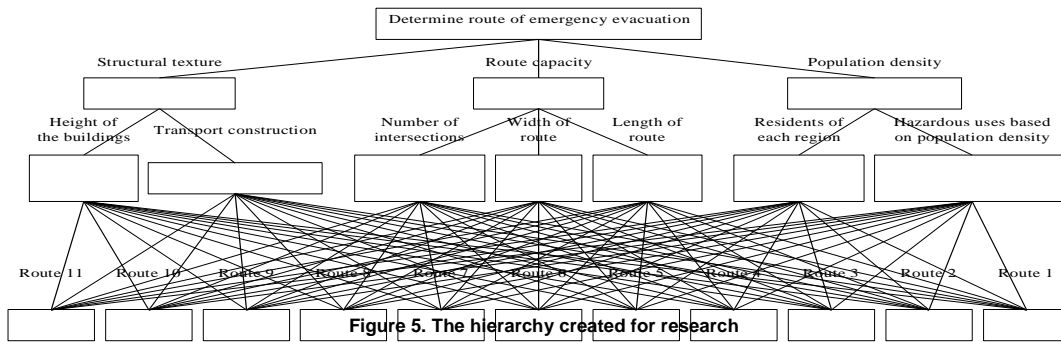 Determine route of emergency evacuation
Structural texture
Route capacity
Population density
Height of
the buildings
Transport construction
Number of
intersections
Width of
route
Length of
route
Residents of
each region
Hazardous uses based
on population density
Route 11
Route 10
Route 9
Route 8
Route 7
Route 6
Route 5
Route 4
Route 3
Route 2
Route 1
Figure 5. The hierarchy created for research